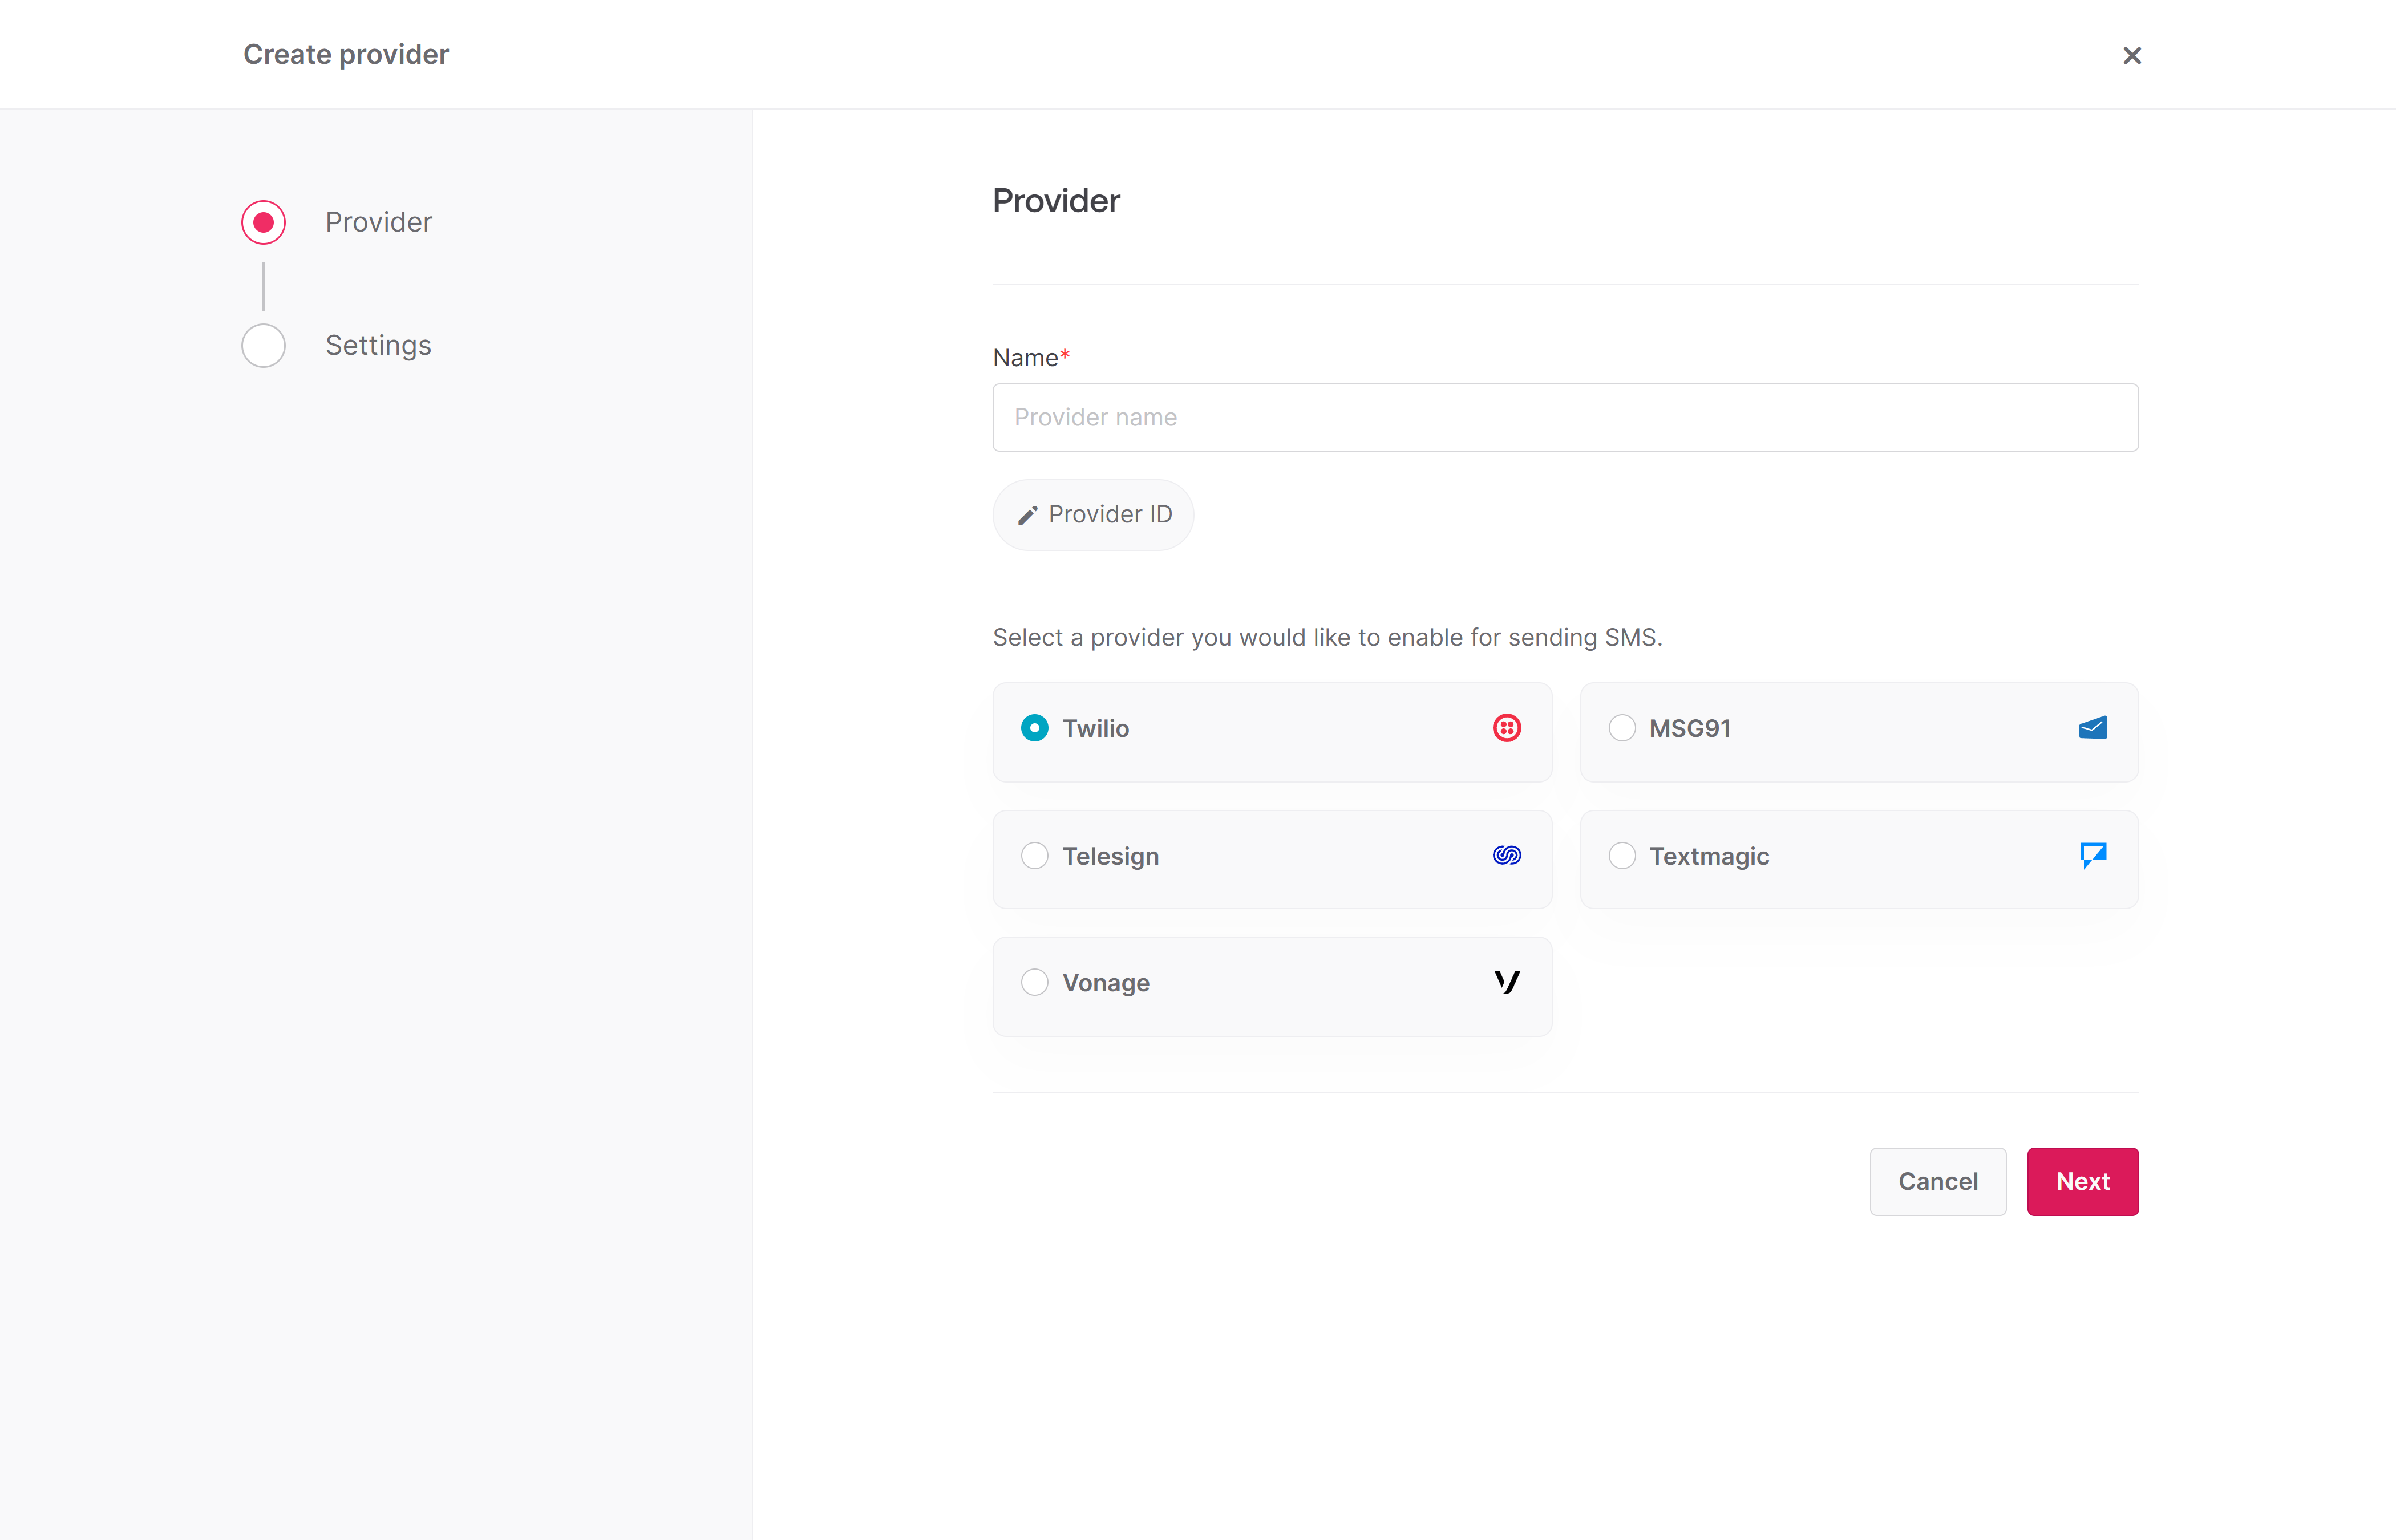 Create provider
Provider
Settings
Provider
Name*
Provider name
Provider ID
Select a provider you would like to enable for sending SMS.
Twilio
MSG91
Telesign
Textmagic
Vonage
Cancel
Next